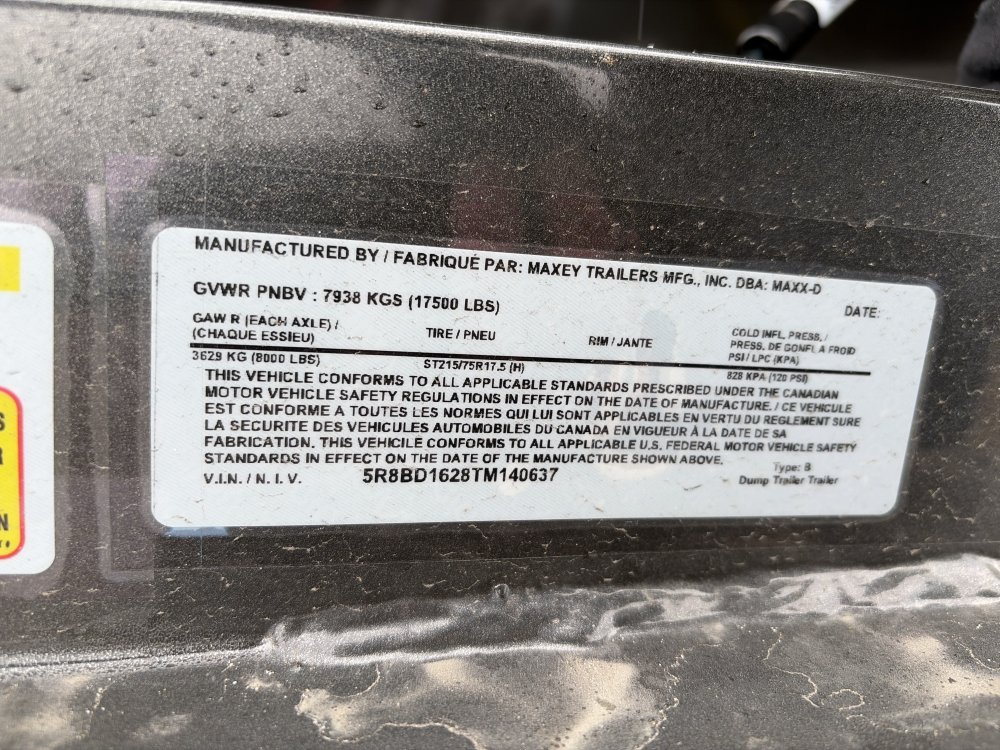 MANUFACTURED BY / FABRIQUÉ PAR: MAXEY TRAILERS MFG., INC. DBA: MAXX-D
GVWR PNBV : 7938 KGS (17500 LBS)
DATE:
GAW R (EACH AXLE) / (CHAQUE ESSIEU)
TIRE / PNEU
RIM / JANTE
COLD INFL. PRESS. / PRESS. DE GONFL A FROID PSI / LPC (KPA)
3629 KG (8000 LBS)
ST215/75R17.5 (H)
828 KPA (120 PSI)
THIS VEHICLE CONFORMS TO ALL APPLICABLE STANDARDS PRESCRIBED UNDER THE CANADIAN
MOTOR VEHICLE SAFETY REGULATIONS IN EFFECT ON THE DATE OF MANUFACTURE. / CE VEHICULE
EST CONFORME A TOUTES LES NORMES QUI LUI SONT APPLICABLES EN VERTU DU REGLEMENT SURE
LA SECURITE DES VEHICULES AUTOMOBILES DU CANADA EN VIGUEUR À LA DATE DE SA
FABRICATION. THIS VEHICLE CONFORMS TO ALL APPLICABLE U.S. FEDERAL MOTOR VEHICLE SAFETY
STANDARDS IN EFFECT ON THE DATE OF THE MANUFACTURE SHOWN ABOVE.
V.I.N. / N. I. V.
5R8BD1628TM140637
Type: B
Dump Trailer Trailer